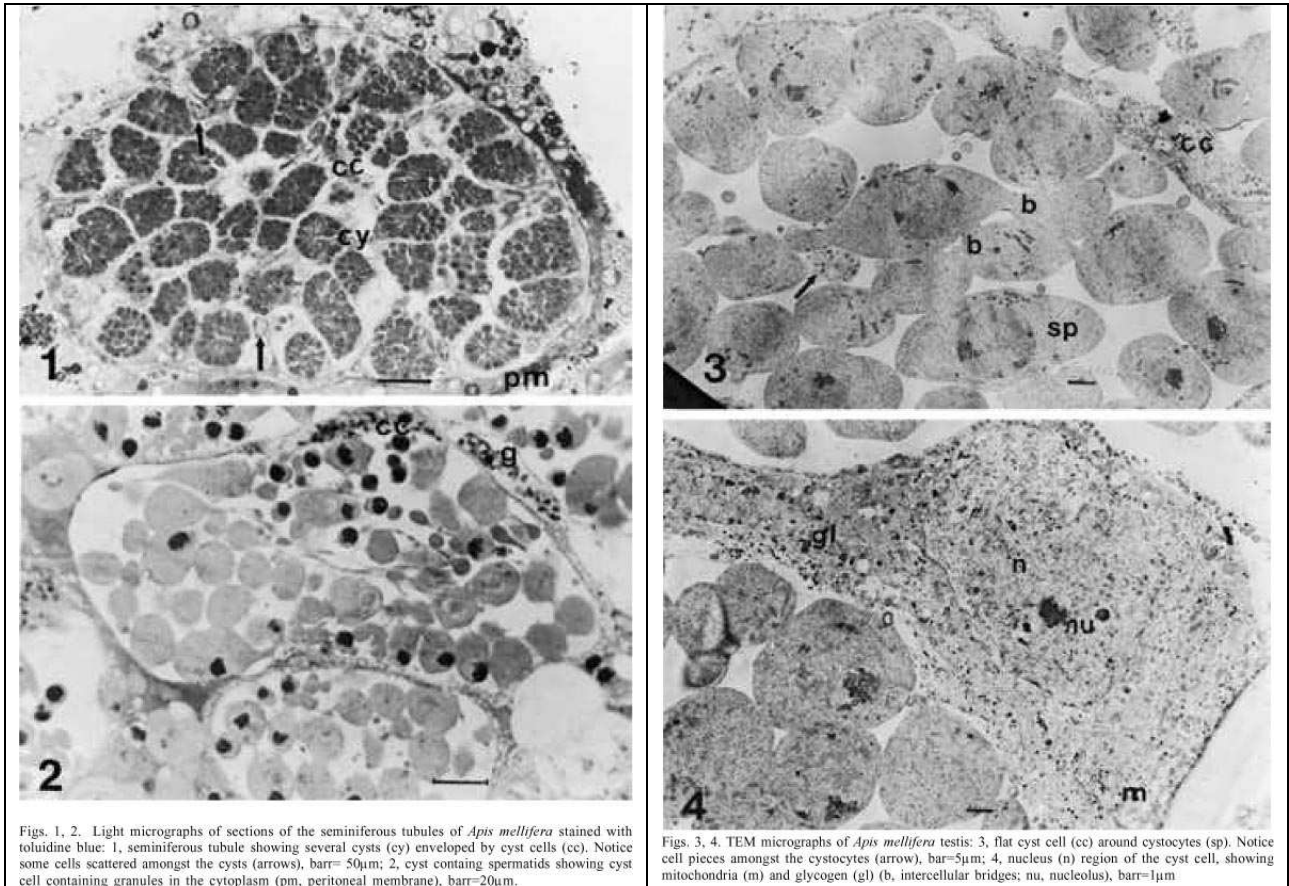 cc
cy
1
pm
cc
g
2
Figs. 1, 2. Light micrographs of sections of the seminiferous tubules of Apis mellifera stained with
toluidine blue: 1, seminiferous tubule showing several cysts (cy) enveloped by cyst cells (cc). Notice
some cells scattered amongst the cysts (arrows), barr= 50µm; 2, cyst containg spermatids showing cyst
cell containing granules in the cytoplasm (pm, peritoneal membrane), barr=20µm.
cc
b
b
sp
3
gl
n
nu
m
4
Figs. 3, 4. TEM micrographs of Apis mellifera testis: 3, flat cyst cell (cc) around cystocytes (sp). Notice
cell pieces amongst the cystocytes (arrow), bar=5µm; 4, nucleus (n) region of the cyst cell, showing
mitochondria (m) and glycogen (gl) (b, intercellular bridges; nu, nucleolus), barr=1µm